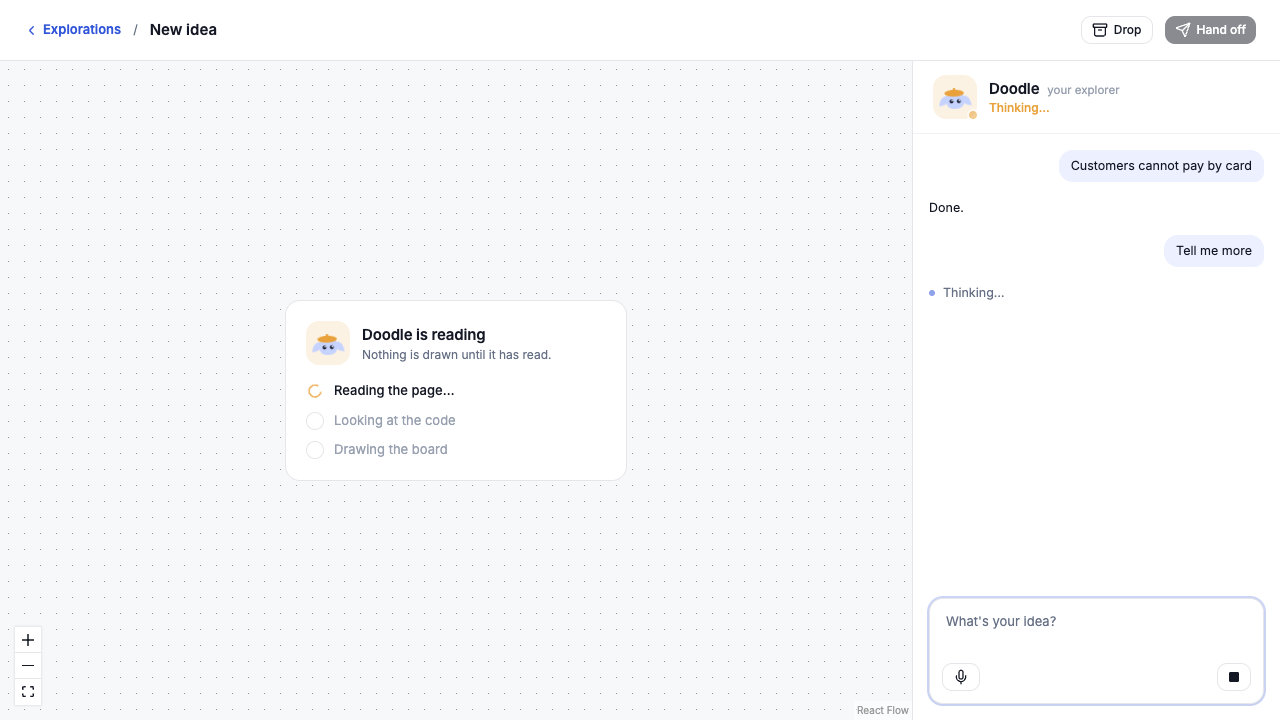 Explorations / New idea
Drop
Hand off
Doodle your explorer
Thinking...
Customers cannot pay by card
Done.
Tell me more
Thinking...
Doodle is reading
Nothing is drawn until it has read.
Reading the page...
Looking at the code
Drawing the board
What's your idea?
React Flow